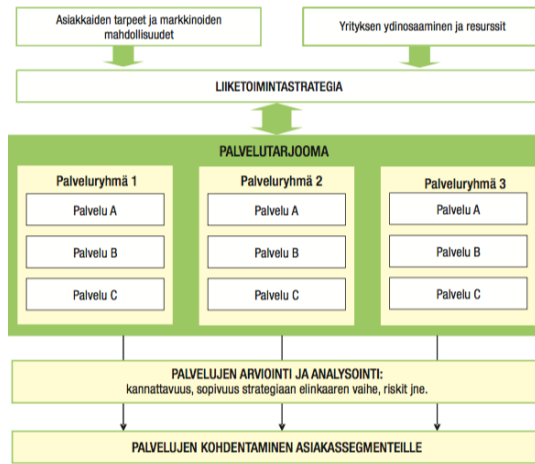 Asiakkaiden tarpeet ja markkinoiden
mahdollisuudet
Yrityksen ydinosaaminen ja resurssit
LIIKETOIMINTASTRATEGIA
PALVELUTARJOOMA
Palveluryhmä 1
Palvelu A
Palvelu B
Palvelu C
Palveluryhmä 2
Palvelu A
Palvelu B
Palvelu C
Palveluryhmä 3
Palvelu A
Palvelu B
Palvelu C
PALVELUJEN ARVIOINTI JA ANALYSOINTI:
kannattavuus, sopivuus strategiaan elinkaaren vaihe, riskit jne.
PALVELUJEN KOHDENTAMINEN ASIAKASSEGMENTEILLE